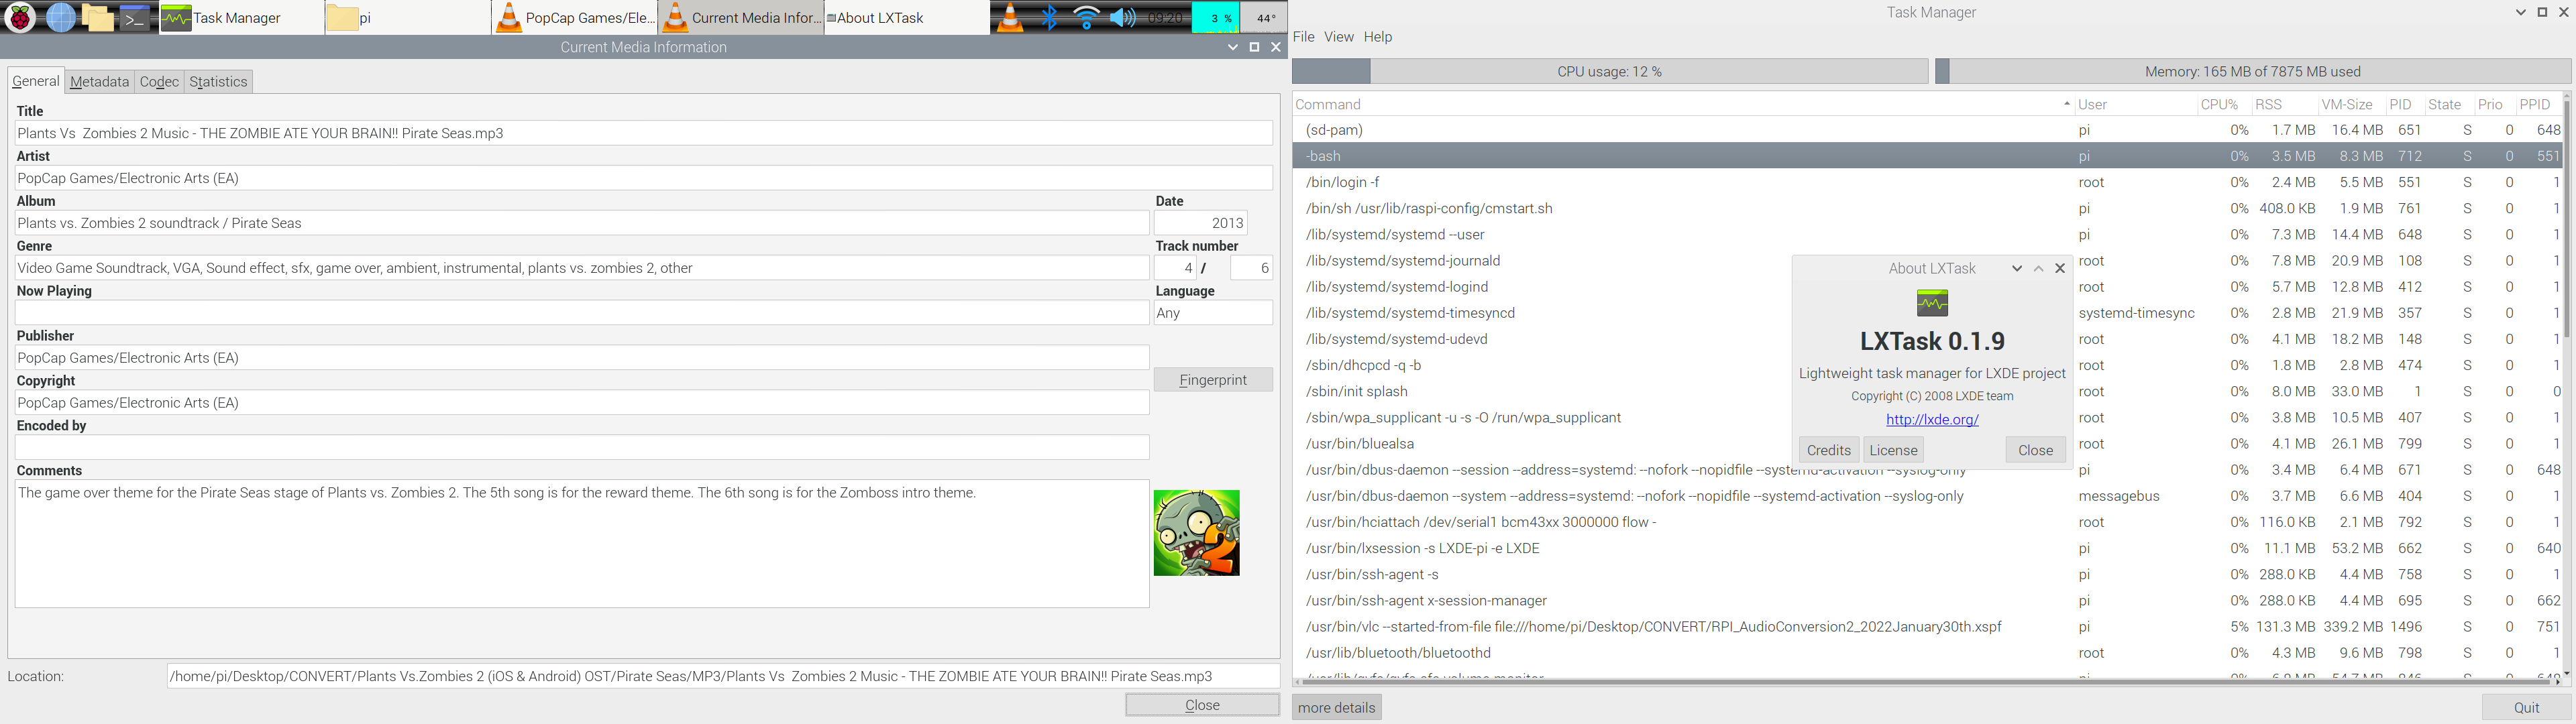 Task Manager
pi
PopCap Games/Ele...
Current Media Infor...
About LXTask
09:20
3 %
44°
Current Media Information
General Metadata Codec Statistics
Title
Plants Vs  Zombies 2 Music - THE ZOMBIE ATE YOUR BRAIN!! Pirate Seas.mp3
Artist
PopCap Games/Electronic Arts (EA)
Album
Date
Plants vs. Zombies 2 soundtrack / Pirate Seas
2013
Genre
Track number
Video Game Soundtrack, VGA, Sound effect, sfx, game over, ambient, instrumental, plants vs. zombies 2, other
4 / 6
Now Playing
Language
Any
Publisher
PopCap Games/Electronic Arts (EA)
Fingerprint
Copyright
PopCap Games/Electronic Arts (EA)
Encoded by
Comments
The game over theme for the Pirate Seas stage of Plants vs. Zombies 2. The 5th song is for the reward theme. The 6th song is for the Zomboss intro theme.
2
Location:
/home/pi/Desktop/CONVERT/Plants Vs.Zombies 2 (iOS & Android) OST/Pirate Seas/MP3/Plants Vs  Zombies 2 Music - THE ZOMBIE ATE YOUR BRAIN!! Pirate Seas.mp3
Close
Task Manager
File View Help
CPU usage: 12 %
Memory: 165 MB of 7875 MB used
Command User CPU% RSS VM-Size PID State Prio PPID
(sd-pam) pi 0% 1.7 MB 16.4 MB 651 S 0 648
-bash pi 0% 3.5 MB 8.3 MB 712 S 0 551
/bin/login -f root 0% 2.4 MB 5.5 MB 551 S 0 1
/bin/sh /usr/lib/raspi-config/cmstart.sh pi 0% 408.0 KB 1.9 MB 761 S 0 1
/lib/systemd/systemd --user pi 0% 7.3 MB 14.4 MB 648 S 0 1
/lib/systemd/systemd-journald root 0% 7.8 MB 20.9 MB 108 S 0 1
/lib/systemd/systemd-logind root 0% 5.7 MB 12.8 MB 412 S 0 1
/lib/systemd/systemd-timesyncd systemd-timesync 0% 2.8 MB 21.9 MB 357 S 0 1
/lib/systemd/systemd-udevd root 0% 4.1 MB 18.2 MB 148 S 0 1
/sbin/dhcpcd -q -b root 0% 1.8 MB 2.8 MB 474 S 0 1
/sbin/init splash root 0% 8.0 MB 33.0 MB 1 S 0 0
/sbin/wpa_supplicant -u -s -O /run/wpa_supplicant root 0% 3.8 MB 10.5 MB 407 S 0 1
/usr/bin/bluealsa root 0% 4.1 MB 26.1 MB 799 S 0 1
/usr/bin/dbus-daemon --session --address=systemd: --nofork --nopidfile --systemd-activation --syslog-only pi 0% 3.4 MB 6.4 MB 671 S 0 648
/usr/bin/dbus-daemon --system --address=systemd: --nofork --nopidfile --systemd-activation --syslog-only messagebus 0% 3.7 MB 6.6 MB 404 S 0 1
/usr/bin/hciattach /dev/serial1 bcm43xx 3000000 flow - root 0% 116.0 KB 2.1 MB 792 S 0 1
/usr/bin/lxsession -s LXDE-pi -e LXDE pi 0% 11.1 MB 53.2 MB 662 S 0 640
/usr/bin/ssh-agent -s pi 0% 288.0 KB 4.4 MB 758 S 0 1
/usr/bin/ssh-agent x-session-manager pi 0% 288.0 KB 4.4 MB 695 S 0 662
/usr/bin/vlc --started-from-file file:///home/pi/Desktop/CONVERT/RPI_AudioConversion2_2022January30th.xspf pi 5% 131.3 MB 339.2 MB 1496 S 0 751
/usr/lib/bluetooth/bluetoothd root 0% 4.3 MB 9.6 MB 798 S 0 1
more details
Quit
About LXTask
LXTask 0.1.9
Lightweight task manager for LXDE project
Copyright (C) 2008 LXDE team
http://lxde.org/
Credits License Close